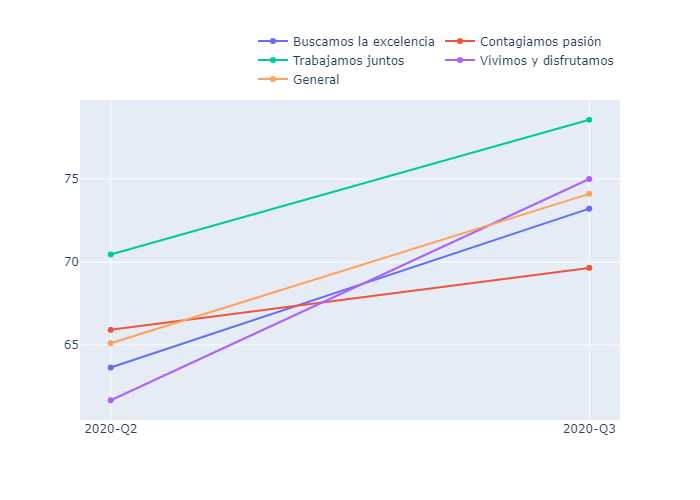 Buscamos la excelencia Contagiamos pasión
Trabajamos juntos Vivimos y disfrutamos
General
75
70
65
2020-Q2 2020-Q3